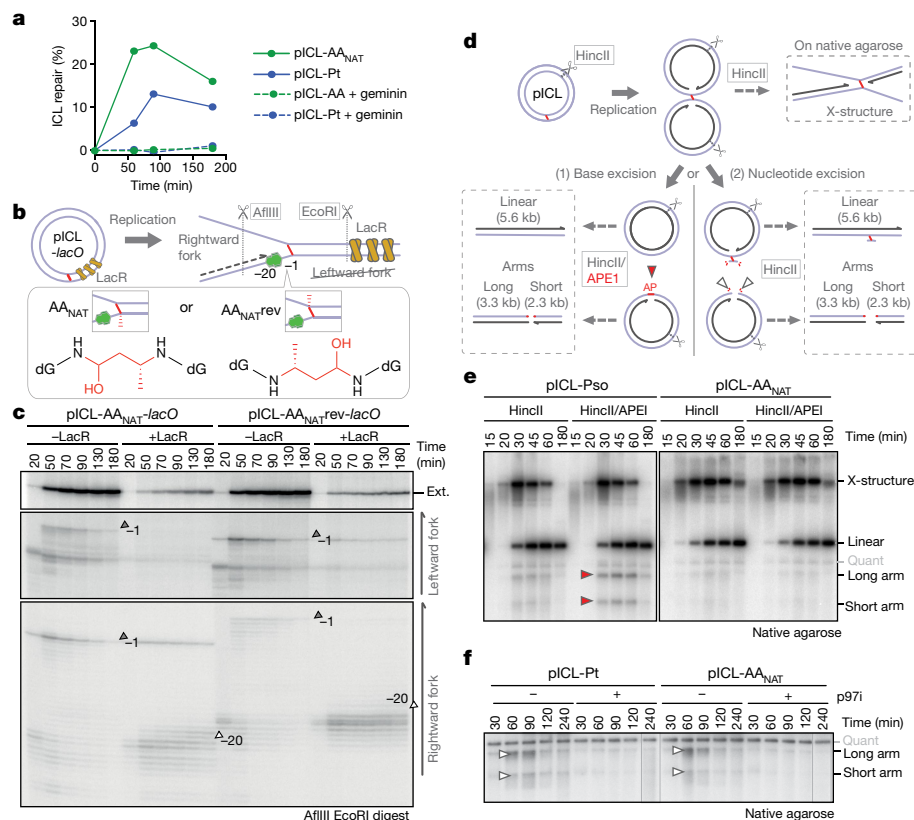 a
ICL repair (%)
30
20
10
0
0 50 100 150 200
Time (min)
pICL-AANAT
pICL-Pt
pICL-AA + geminin
pICL-Pt + geminin
b
pICL
-lacO
LacR
Replication
AflIII
EcoRI
LacR
Rightward
fork
–20
–1
Leftward fork
AANAT
or
AANATrev
H
N
dG
HO
H
N
dG
H
N
dG
OH
H
N
dG
c
pICL-AANAT-lacO
pICL-AANATrev-lacO
–LacR +LacR –LacR +LacR
Time
(min)
20 50 70 90 130 180 20 50 70 90 130 180 20 50 70 90 130 180 20 50 70 90 130 180
Ext.
–1
–1
Leftward fork
–1
–1
–20
–20
Rightward fork
AflIII EcoRI digest
d
HincII
pICL
Replication
HincII
On native agarose
X-structure
(1) Base excision
or
(2) Nucleotide excision
Linear
(5.6 kb)
Linear
(5.6 kb)
HincII/
APE1
AP
HincII
Arms
Long
(3.3 kb)
Short
(2.3 kb)
Arms
Long
(3.3 kb)
Short
(2.3 kb)
e
pICL-Pso
pICL-AANAT
HincII HincII/APEI HincII HincII/APEI
15 20 30 45 60 180 15 20 30 45 60 180 15 20 30 45 60 180 15 20 30 45 60 180
Time (min)
X-structure
Linear
Quant
Long arm
Short arm
Native agarose
f
pICL-Pt
pICL-AANAT
– + – +
p97i
30 60 90 120 240 30 60 90 120 240 30 60 90 120 240 30 60 90 120 240
Time (min)
Quant
Long arm
Short arm
Native agarose